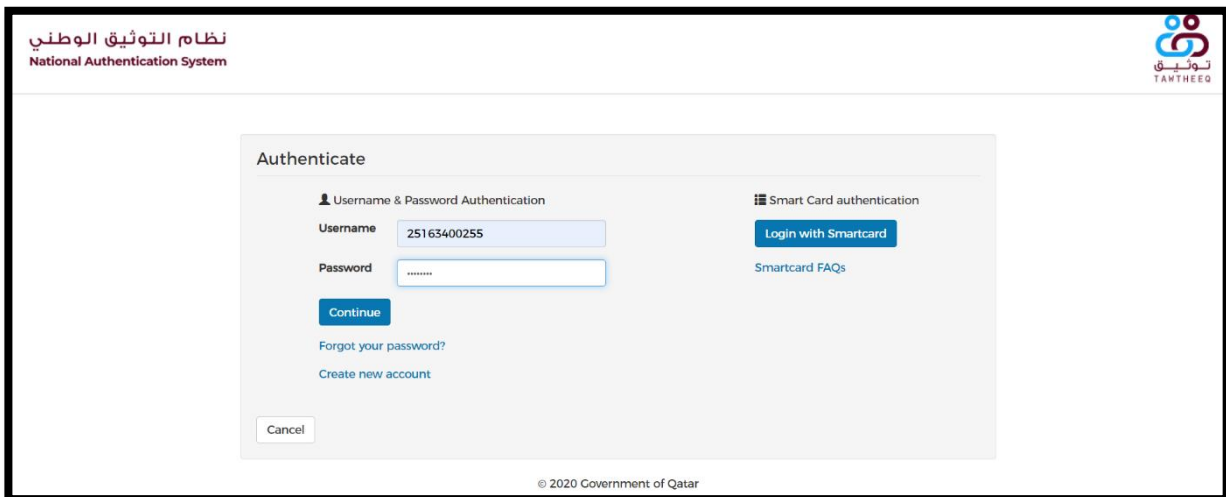 نظام التوثيق الوطني
National Authentication System
توثيق
TAWTHEEQ
Authenticate
Username & Password Authentication
Username 25163400255
Password ········
Continue
Forgot your password?
Create new account
Smart Card authentication
Login with Smartcard
Smartcard FAQs
Cancel
© 2020 Government of Qatar